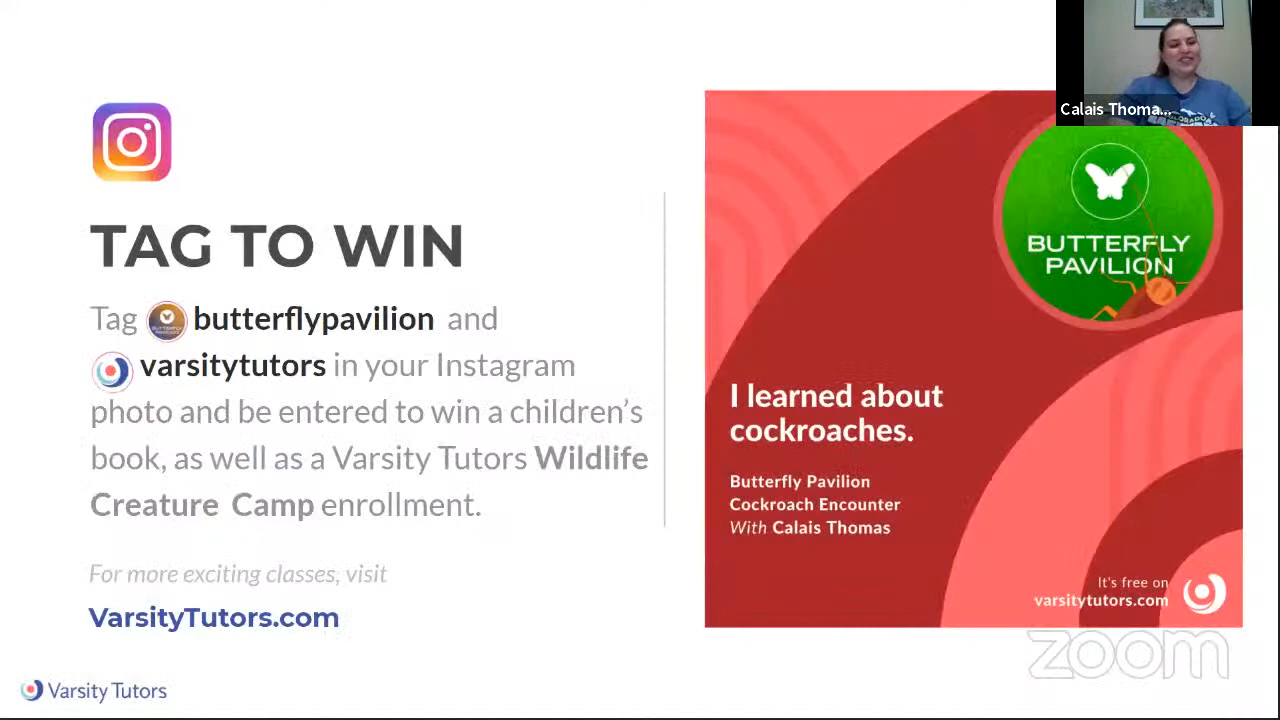 Calais Thoma...
TAG TO WIN
Tag butterflypavilion and
varsitytutors in your Instagram
photo and be entered to win a children's
book, as well as a Varsity Tutors Wildlife
Creature Camp enrollment.
For more exciting classes, visit
VarsityTutors.com
Varsity Tutors
BUTTERFLY
PAVILION
I learned about
cockroaches.
Butterfly Pavilion
Cockroach Encounter
With Calais Thomas
It's free on
varsitytutors.com
zoom